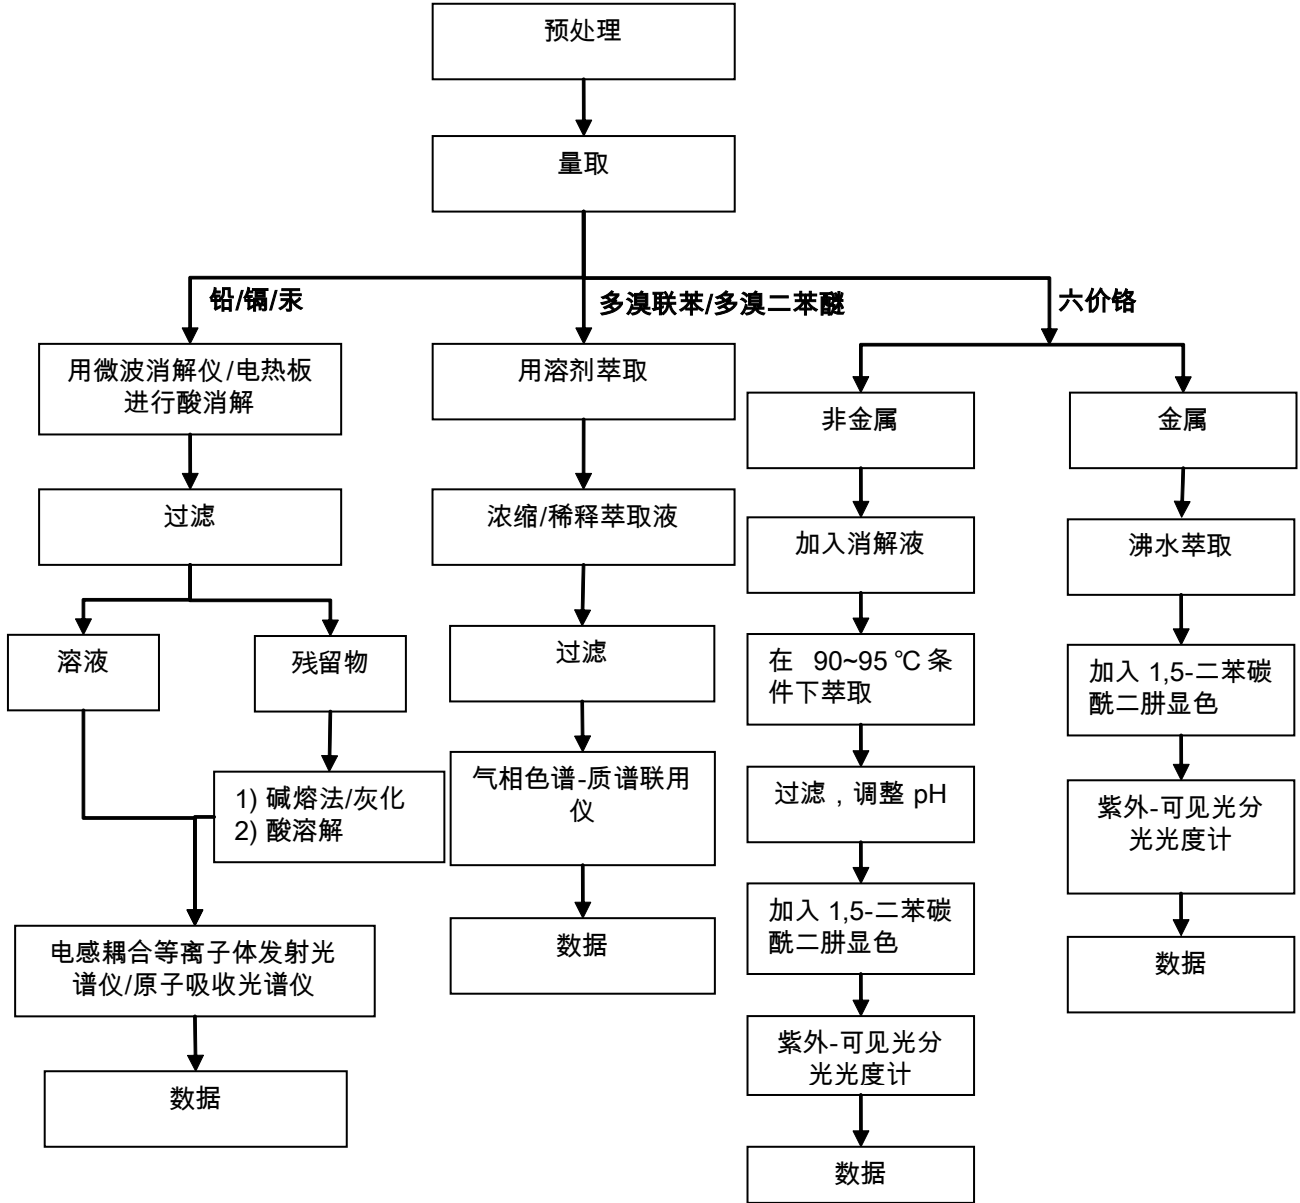 预处理
量取
铅/镉/汞
多溴联苯/多溴二苯醚
六价铬
用微波消解仪/电热板
进行酸消解
过滤
溶液
残留物
1) 碱熔法/灰化
2) 酸溶解
电感耦合等离子体发射光
谱仪/原子吸收光谱仪
数据
用溶剂萃取
浓缩/稀释萃取液
过滤
气相色谱-质谱联用
仪
数据
非金属
加入消解液
在 90~95 ℃ 条
件下萃取
过滤，调整 pH
加入 1,5-二苯碳
酰二肼显色
紫外-可见光分
光光度计
数据
金属
沸水萃取
加入 1,5-二苯碳
酰二肼显色
紫外-可见光分
光光度计
数据